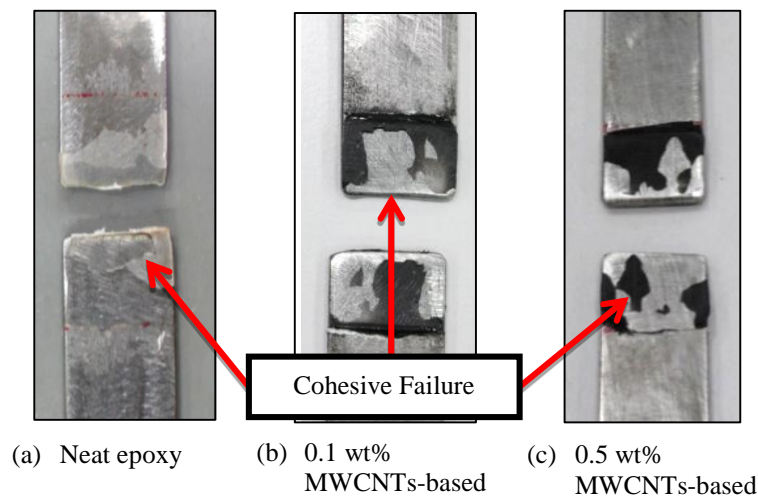 Cohesive Failure
(a) Neat epoxy
(b) 0.1 wt%
MWCNTs-based
(c) 0.5 wt%
MWCNTs-based